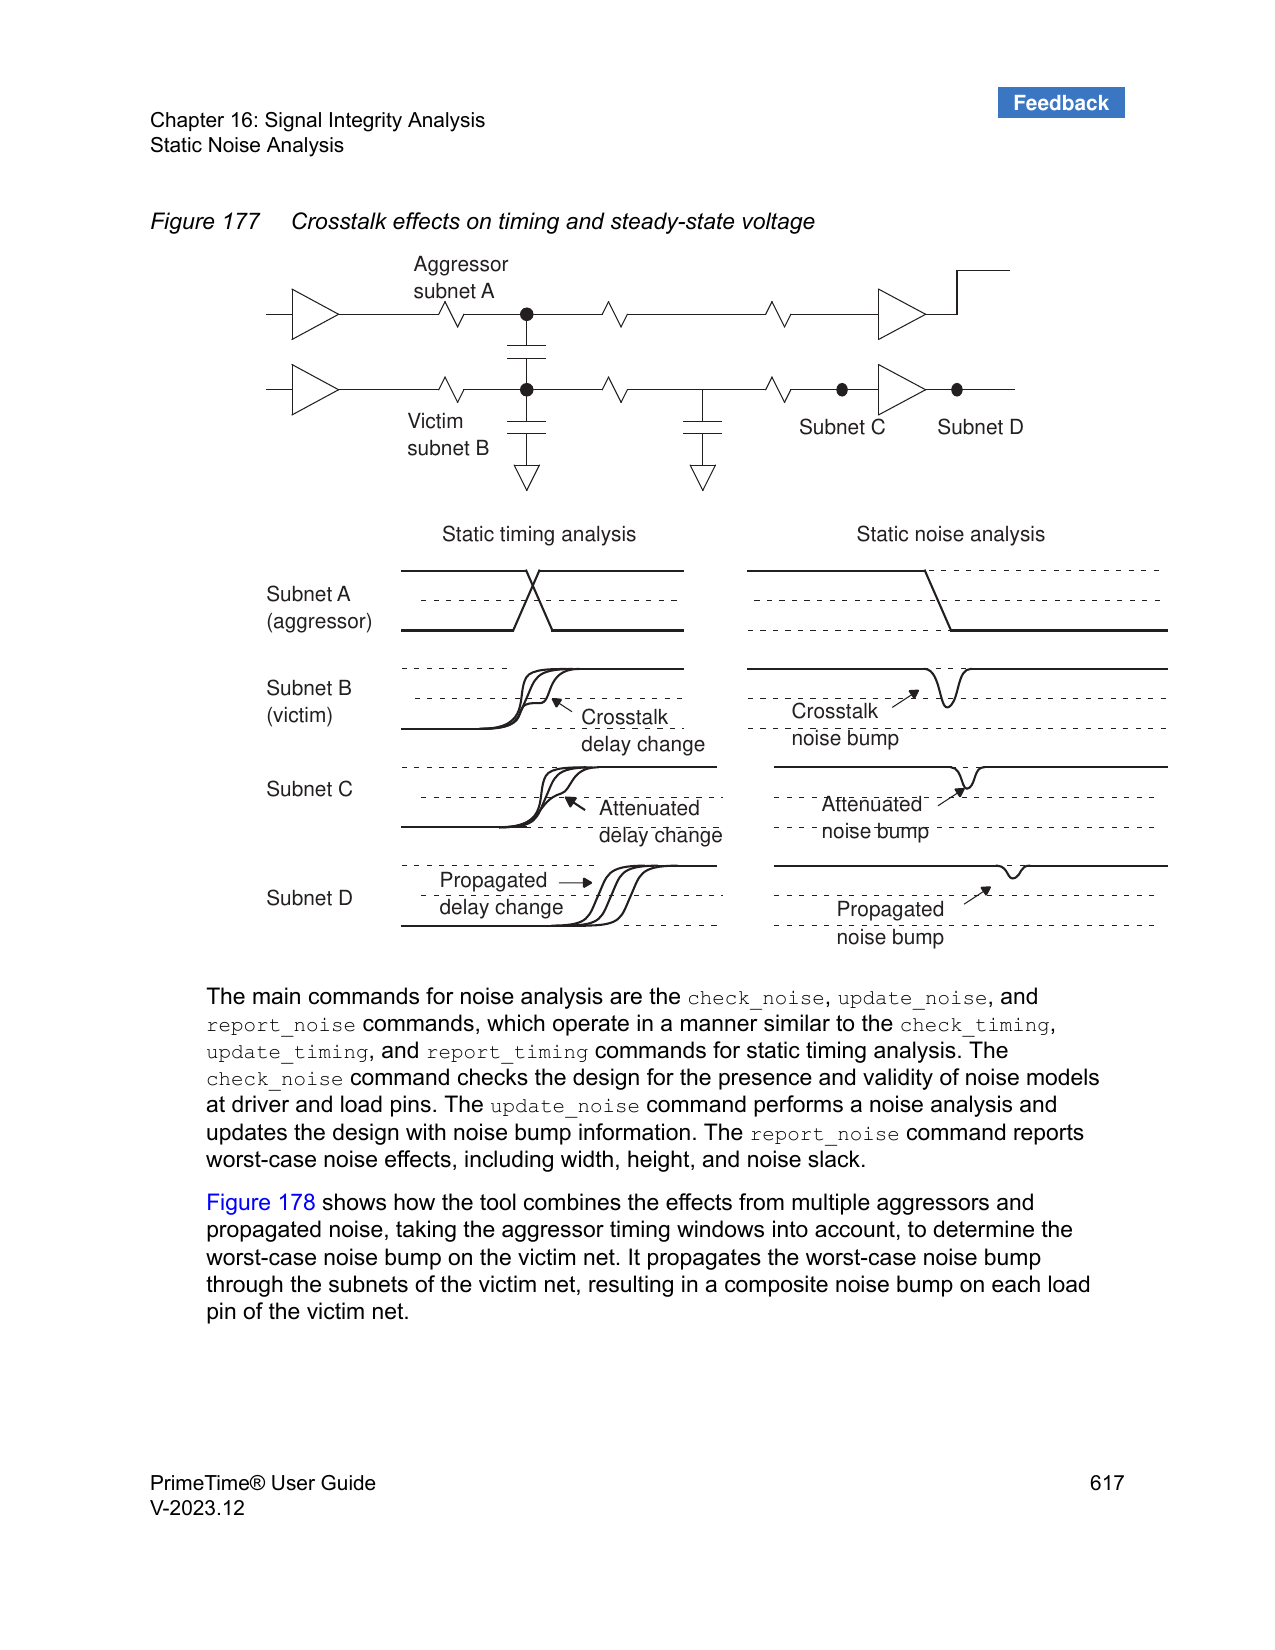 Feedback
Chapter 16: Signal Integrity Analysis
Static Noise Analysis
Figure 177 Crosstalk effects on timing and steady-state voltage
Aggressor
subnet A
Victim
subnet B
Subnet C
Subnet D
Static timing analysis
Static noise analysis
Subnet A
(aggressor)
Subnet B
(victim)
Crosstalk
delay change
Crosstalk
noise bump
Subnet C
Attenuated
delay change
Attenuated
noise bump
Subnet D
Propagated
delay change
Propagated
noise bump
The main commands for noise analysis are the check_noise, update_noise, and
report_noise commands, which operate in a manner similar to the check_timing,
update_timing, and report_timing commands for static timing analysis. The
check_noise command checks the design for the presence and validity of noise models
at driver and load pins. The update_noise command performs a noise analysis and
updates the design with noise bump information. The report_noise command reports
worst-case noise effects, including width, height, and noise slack.
Figure 178 shows how the tool combines the effects from multiple aggressors and
propagated noise, taking the aggressor timing windows into account, to determine the
worst-case noise bump on the victim net. It propagates the worst-case noise bump
through the subnets of the victim net, resulting in a composite noise bump on each load
pin of the victim net.
PrimeTime® User Guide
617
V-2023.12